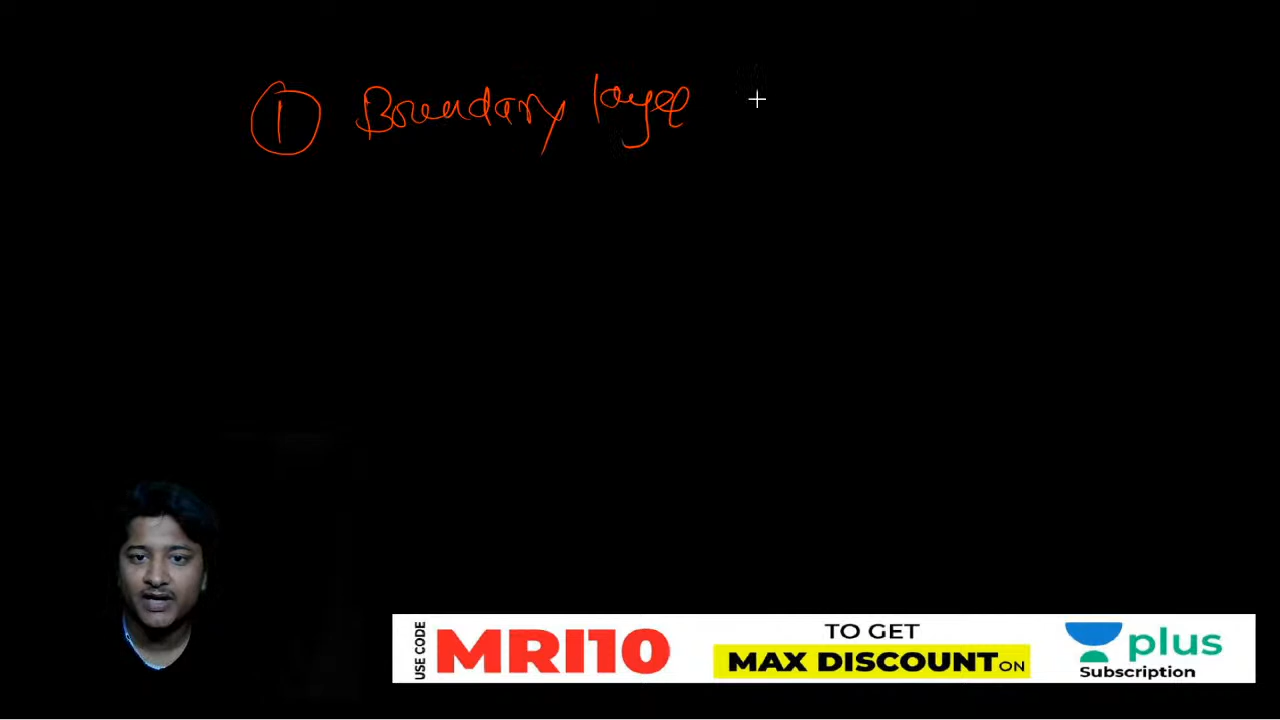 ① Boundary layer
USE CODE MRI10
TO GET
MAX DISCOUNT ON
plus
Subscription